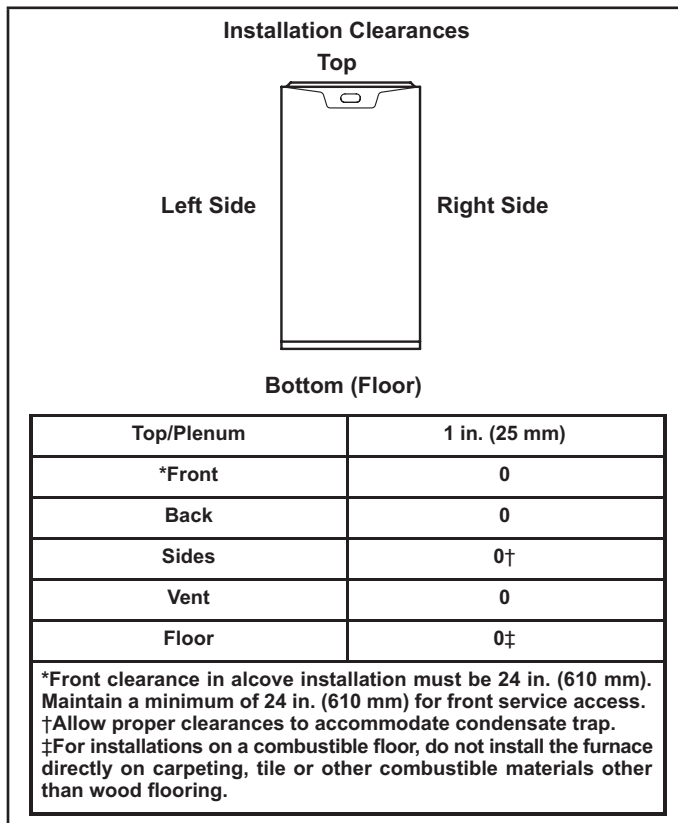 Installation Clearances
Top
Left Side
Right Side
Bottom (Floor)
Top/Plenum 1 in. (25 mm)
*Front 0
Back 0
Sides 0†
Vent 0
Floor 0‡
*Front clearance in alcove installation must be 24 in. (610 mm).
Maintain a minimum of 24 in. (610 mm) for front service access.
†Allow proper clearances to accommodate condensate trap.
‡For installations on a combustible floor, do not install the furnace
directly on carpeting, tile or other combustible materials other
than wood flooring.